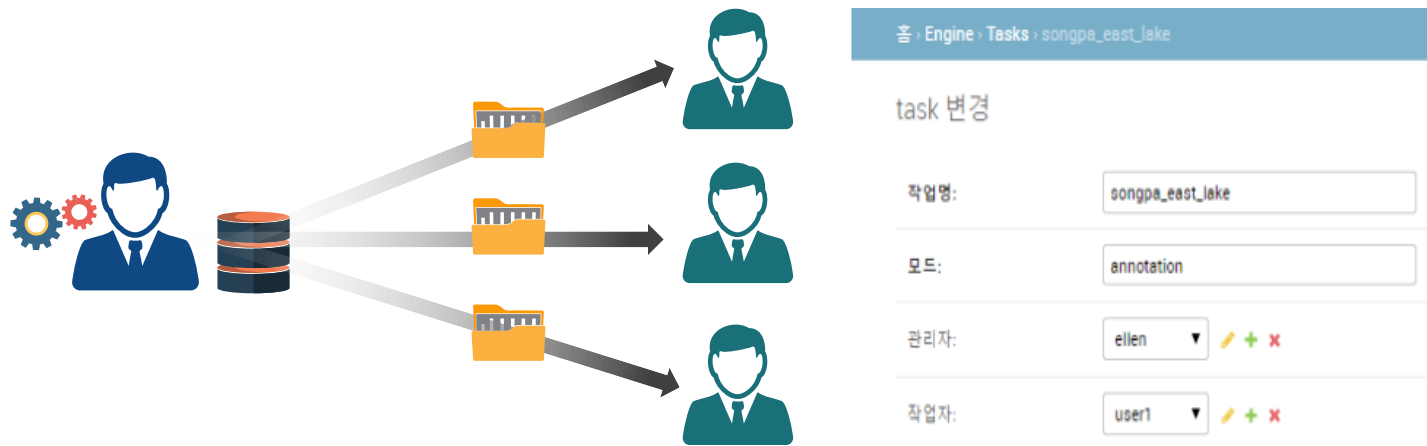 홈 › Engine › Tasks › songpa_east_lake
task 변경
작업명: songpa_east_lake
모드: annotation
관리자: ellen
작업자: user1